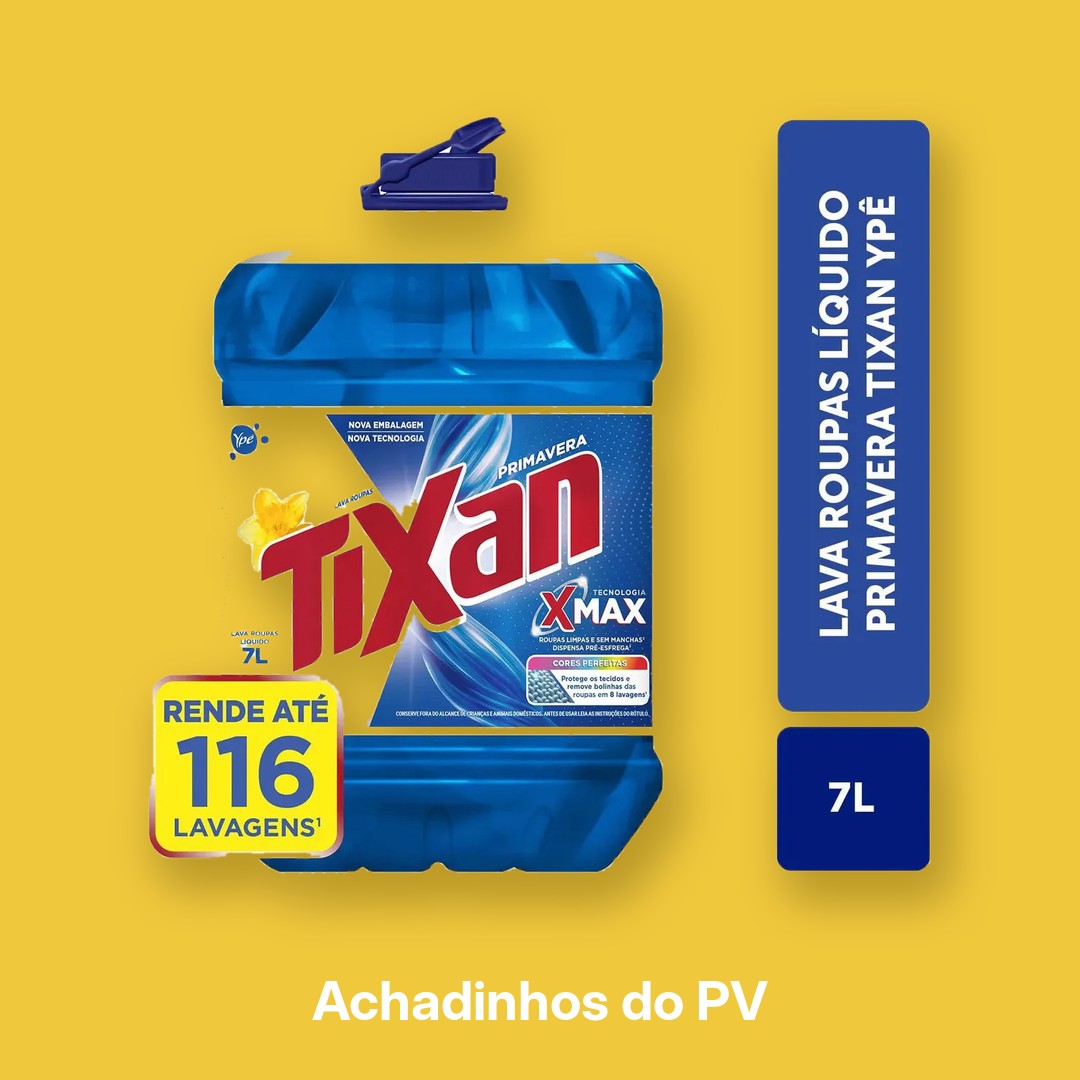 Ypê
NOVA EMBALAGEM
NOVA TECNOLOGIA
PRIMAVERA
LAVA ROUPAS
TiXan
TECNOLOGIA
XMAX
ROUPAS LIMPAS E SEM MANCHAS¹
DISPENSA PRÉ-ESFREGA¹
CORES PERFEITAS
Protege os tecidos e
remove bolinhas das
roupas em 8 lavagens¹
LAVA ROUPAS
LÍQUIDO
7L
CONSERVE FORA DO ALCANCE DE CRIANÇAS E ANIMAIS DOMÉSTICOS. ANTES DE USAR LEIA AS INSTRUÇÕES DO RÓTULO.
RENDE ATÉ
116
LAVAGENS¹
LAVA ROUPAS LÍQUIDO
PRIMAVERA TIXAN YPÊ
7L
Achadinhos do PV